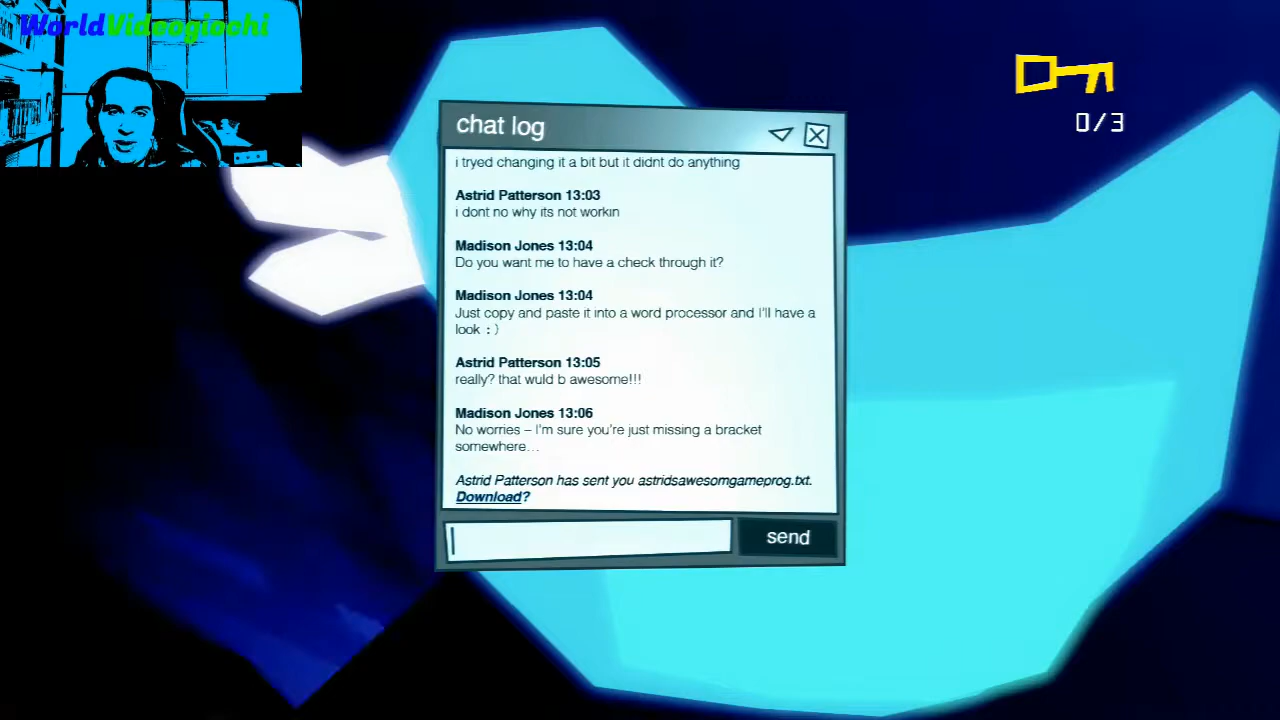 WorldVideogiochi
0/3
chat log
i tryed changing it a bit but it didnt do anything
Astrid Patterson 13:03
i dont no why its not workin
Madison Jones 13:04
Do you want me to have a check through it?
Madison Jones 13:04
Just copy and paste it into a word processor and I'll have a
look : )
Astrid Patterson 13:05
really? that wuld b awesome!!!
Madison Jones 13:06
No worries – I'm sure you're just missing a bracket
somewhere…
Astrid Patterson has sent you astridsawesomgameprog.txt.
Download?
send